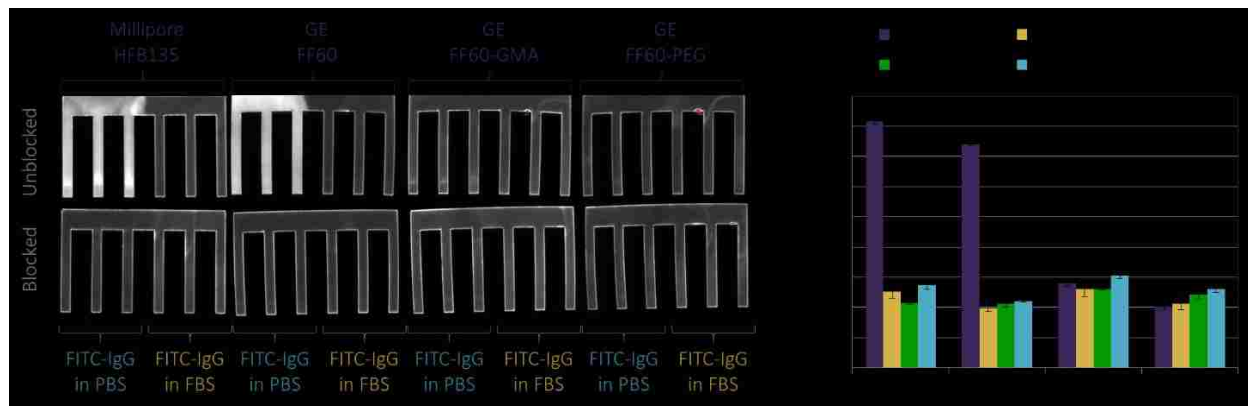 Millipore
HFB135
GE
FF60
GE
FF60-GMA
GE
FF60-PEG
Unblocked
Blocked
FITC-IgG
in PBS
FITC-IgG
in FBS
FITC-IgG
in PBS
FITC-IgG
in FBS
FITC-IgG
in PBS
FITC-IgG
in FBS
FITC-IgG
in PBS
FITC-IgG
in FBS